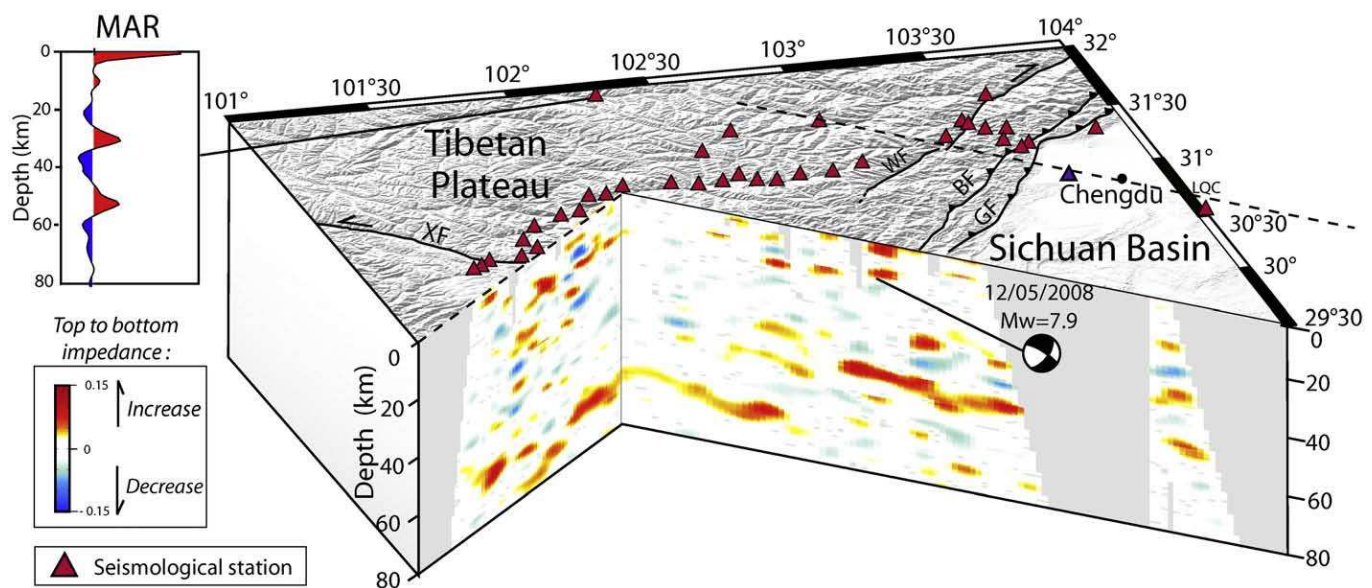 MAR
0
20
40
60
80
Depth (km)
Top to bottom
impedance :
0.15
Increase
0
Decrease
- 0.15
Seismological station
101°
101°30
102°
102°30
103°
103°30
104°
32°
31°30
31°
30°30
30°
29°30
Tibetan
Plateau
XF
WF
BF
GF
Chengdu
LQC
Sichuan Basin
12/05/2008
Mw=7.9
0
20
40
60
80
Depth (km)
0
20
40
60
80